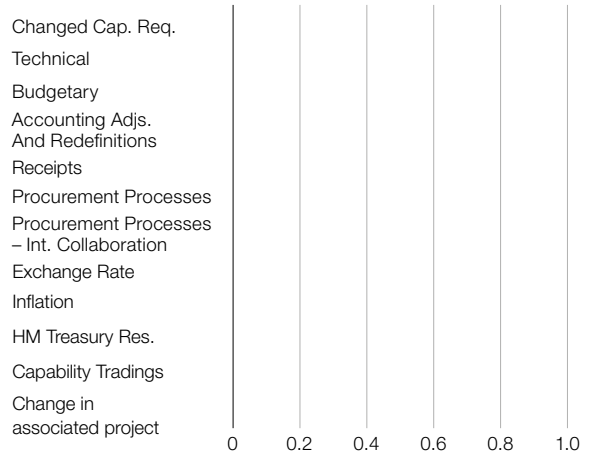 Changed Cap. Req.
Technical
Budgetary
Accounting Adjs.
And Redefinitions
Receipts
Procurement Processes
Procurement Processes
– Int. Collaboration
Exchange Rate
Inflation
HM Treasury Res.
Capability Tradings
Change in
associated project
0 0.2 0.4 0.6 0.8 1.0